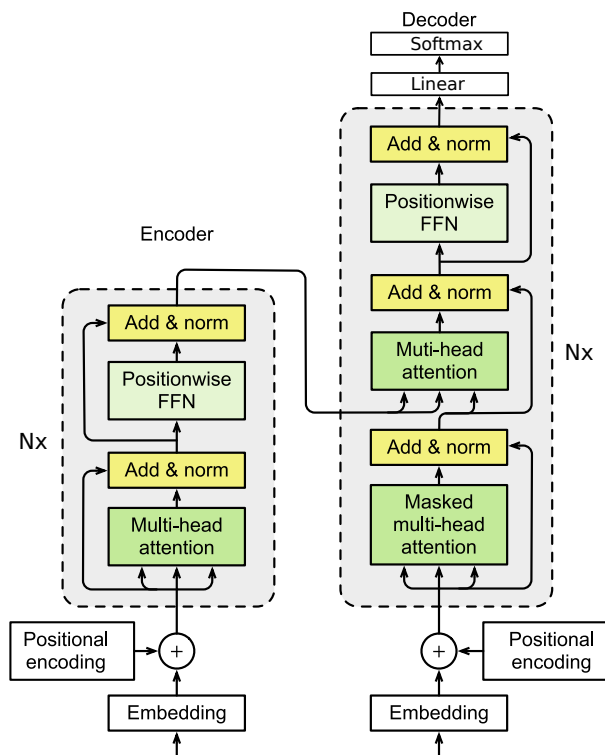 Decoder
Softmax
Linear
Add & norm
Positionwise
FFN
Add & norm
Muti-head
attention
Nx
Add & norm
Masked
multi-head
attention
Encoder
Add & norm
Positionwise
FFN
Nx
Add & norm
Multi-head
attention
Positional
encoding
+
Embedding
+
Positional
encoding
Embedding